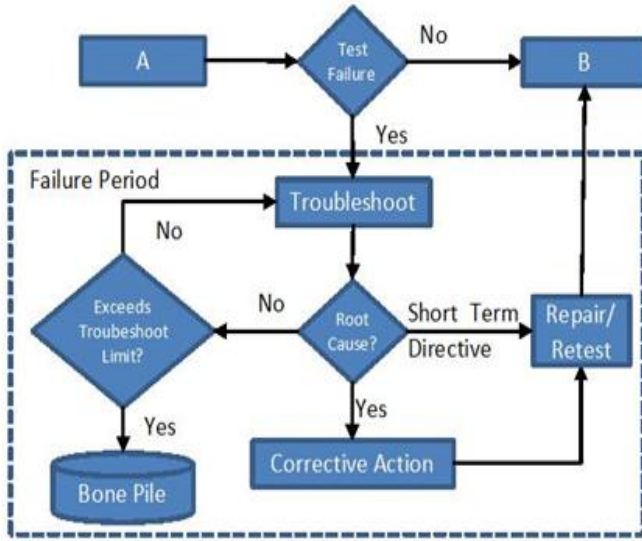 A
Test
Failure
No
B
Yes
Failure Period
Troubleshoot
No
Exceeds
Troubeshoot
Limit?
No
Root
Cause?
Short Term
Directive
Repair/
Retest
Yes
Yes
Bone Pile
Corrective Action